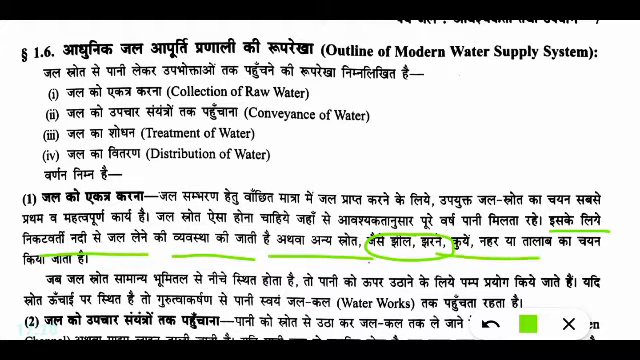 § 1.6. आधुनिक जल आपूर्ति प्रणाली की रूपरेखा (Outline of Modern Water Supply System):
जल स्रोत से पानी लेकर उपभोक्ताओं तक पहुँचने की रूपरेखा निम्नलिखित है—
(i) जल को एकत्र करना (Collection of Raw Water)
(ii) जल को उपचार संयंत्रों तक पहुँचाना (Conveyance of Water)
(iii) जल का शोधन (Treatment of Water)
(iv) जल का वितरण (Distribution of Water)
वर्णन निम्न है—
(1) जल को एकत्र करना— जल सम्भरण हेतु वाँछित मात्रा में जल प्राप्त करने के लिये, उपयुक्त जल-स्रोत का चयन सबसे
प्रथम व महत्वपूर्ण कार्य है। जल स्रोत ऐसा होना चाहिये जहाँ से आवश्यकतानुसार पूरे वर्ष पानी मिलता रहे। इसके लिये
निकटवर्ती नदी से जल लेने की व्यवस्था की जाती है अथवा अन्य स्रोत, जैसे झील, झरने, कुयें, नहर या तालाब का चयन
किया जाता है।
जब जल स्रोत सामान्य भूमितल से नीचे स्थित होता है, तो पानी को ऊपर उठाने के लिए पम्प प्रयोग किये जाते हैं। यदि
स्रोत ऊँचाई पर स्थित है तो गुरुत्वाकर्षण से पानी स्वयं जल-कल (Water Works) तक पहुँचता रहता है।
(2) जल को उपचार संयंत्रों तक पहुँचाना— पानी को स्रोत से उठा कर जल-कल तक ले जाने के